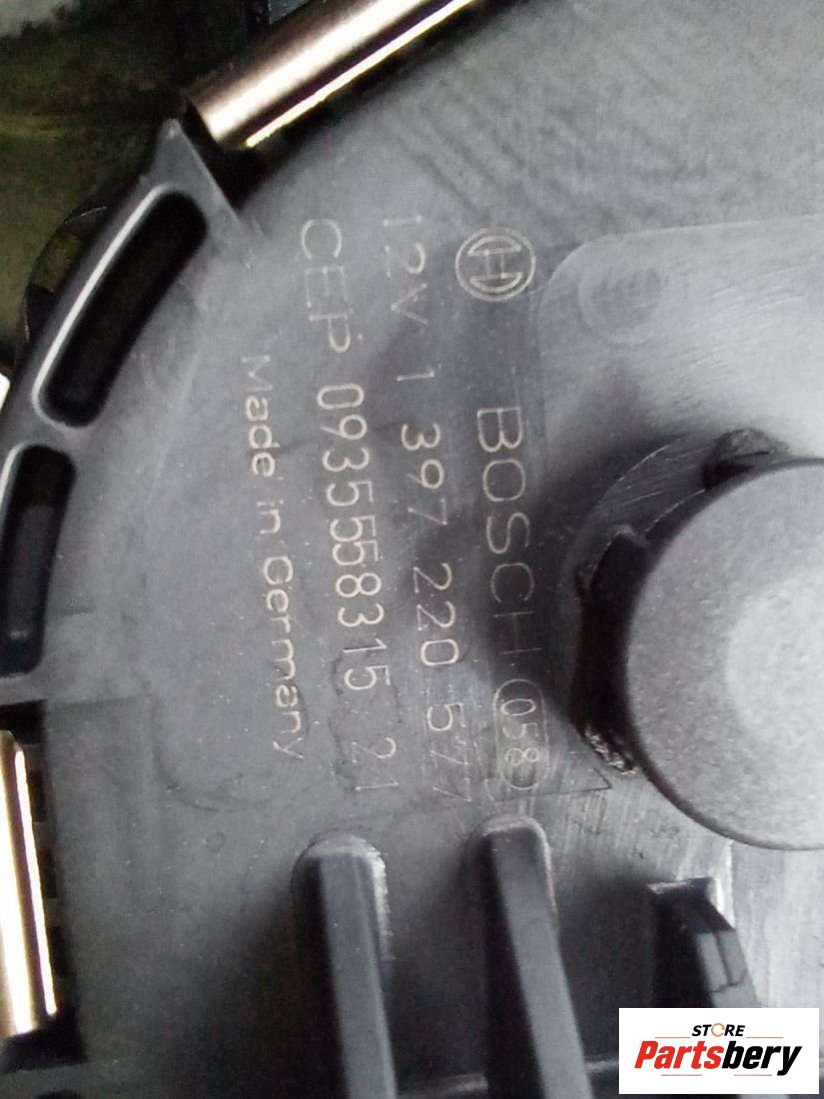 BOSCH 058
12V 1 397 220 577
CEP 0935558315 21
Made in Germany
STORE
Partsbery